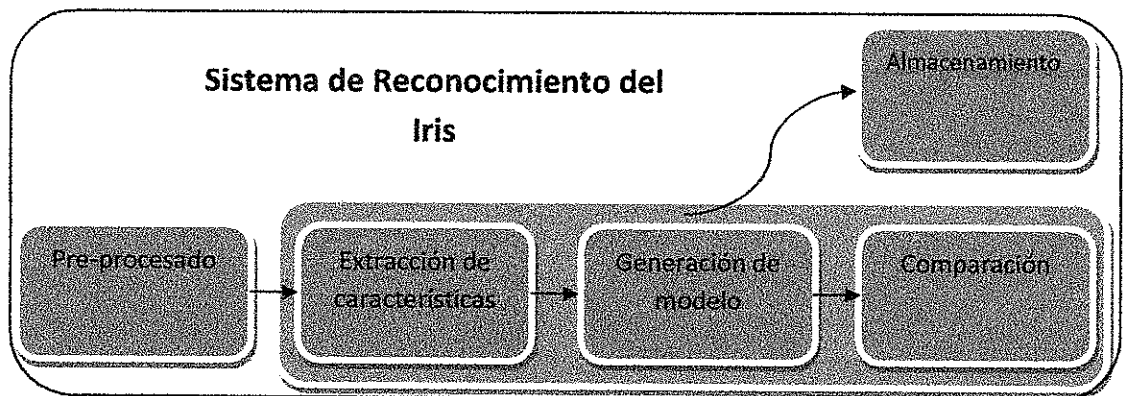 Sistema de Reconocimiento del
Iris
Almacenamiento
Pre-procesado
Extracción de
características
Generación de
modelo
Comparación